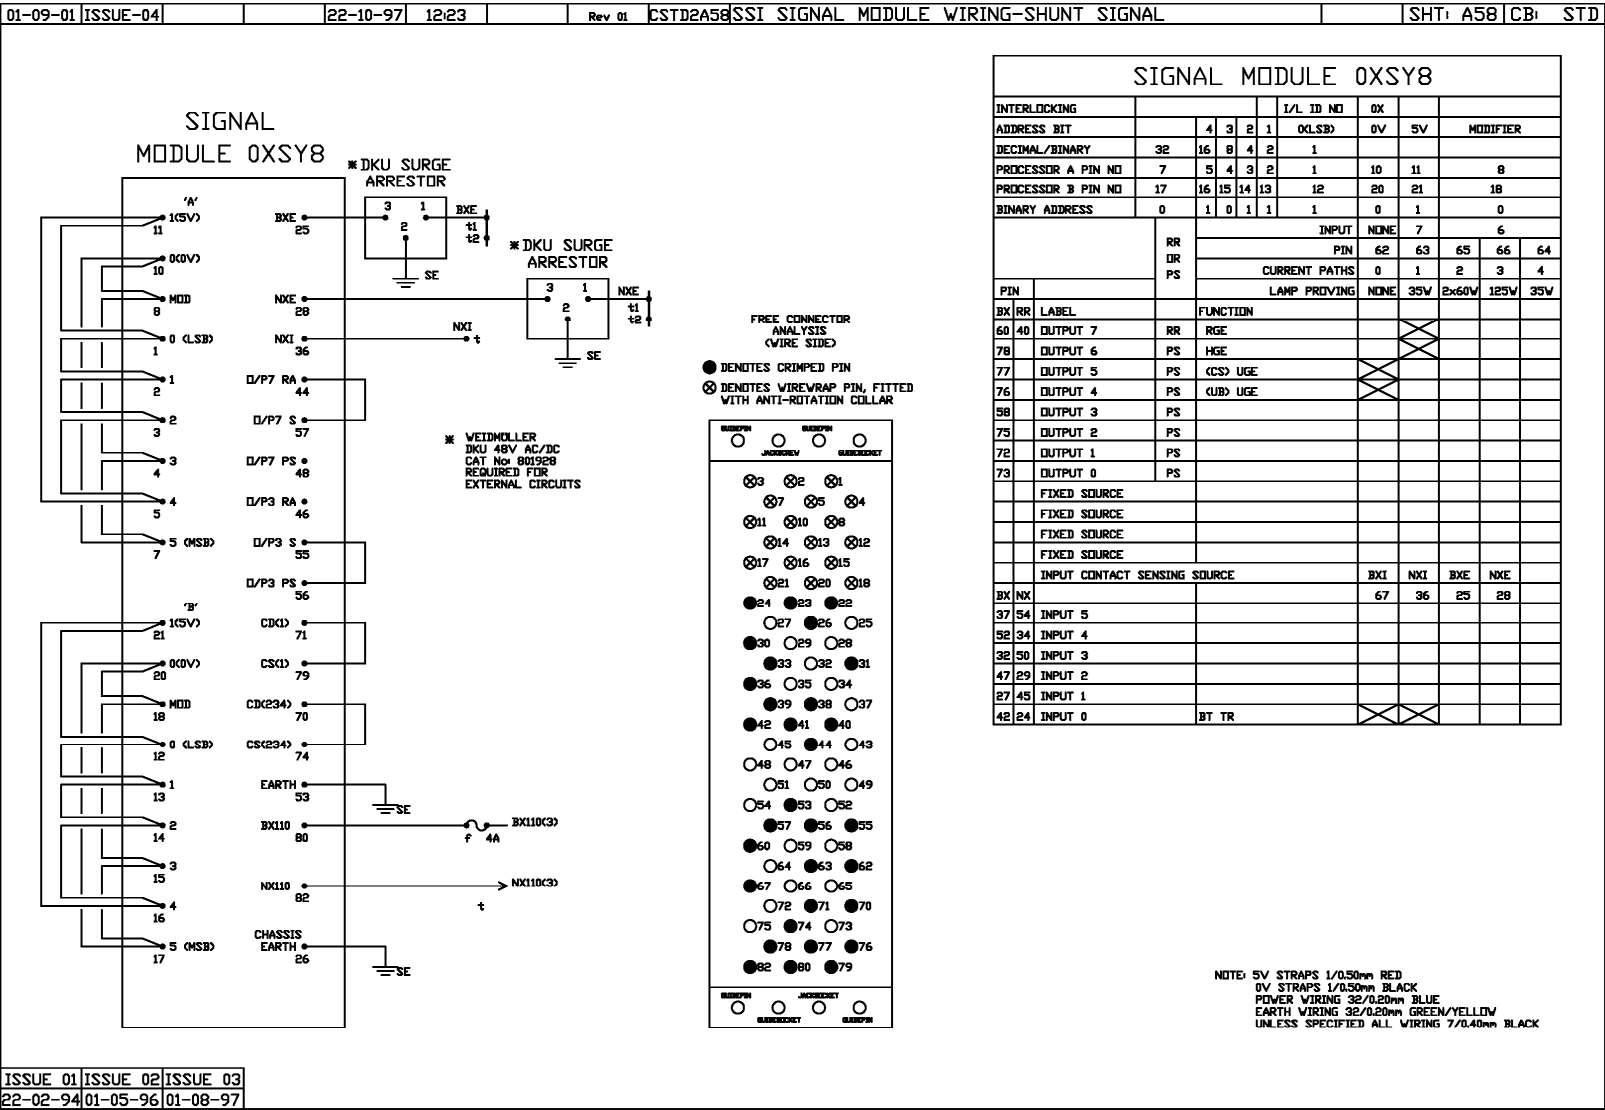 01-09-01 ISSUE-04 22-10-97 12:23 Rev 01 CSTD2A58 SSI SIGNAL MODULE WIRING-SHUNT SIGNAL SHT: A58 CB: STD
SIGNAL
MODULE 0XSY8
'A'
1(5V)
11
0(0V)
10
MOD
8
0 (LSB)
1
1
2
2
3
3
4
4
5
5 (MSB)
7
'B'
1(5V)
21
0(0V)
20
MOD
18
0 (LSB)
12
1
13
2
14
3
15
4
16
5 (MSB)
17
BXE
25
NXE
28
NXI
36
O/P7 RA
44
O/P7 S
57
O/P7 PS
48
O/P3 RA
46
O/P3 S
55
O/P3 PS
56
CD(1)
71
CS(1)
79
CD(234)
70
CS(234)
74
EARTH
53
BX110
80
NX110
82
CHASSIS
EARTH
26
* DKU SURGE
ARRESTOR
3 1
2
BXE
t1
t2
SE
* DKU SURGE
ARRESTOR
3 1
2
NXE
t1
t2
SE
NXI
t
* WEIDMULLER
DKU 48V AC/DC
CAT No: 801928
REQUIRED FOR
EXTERNAL CIRCUITS
SE
BX110(3)
f 4A
NX110(3)
t
SE
FREE CONNECTOR
ANALYSIS
(WIRE SIDE)
DENOTES CRIMPED PIN
DENOTES WIREWRAP PIN, FITTED
WITH ANTI-ROTATION COLLAR
GUIDEPIN GUIDEPIN
JACKSCREW GUIDESOCKET
3 2 1
7 5 4
11 10 8
14 13 12
17 16 15
21 20 18
24 23 22
27 26 25
30 29 28
33 32 31
36 35 34
39 38 37
42 41 40
45 44 43
48 47 46
51 50 49
54 53 52
57 56 55
60 59 58
64 63 62
67 66 65
72 71 70
75 74 73
78 77 76
82 80 79
GUIDEPIN JACKSOCKET
GUIDESOCKET GUIDEPIN
SIGNAL MODULE 0XSY8
INTERLOCKING I/L ID NO 0X
ADDRESS BIT 4 3 2 1 0(LSB) 0V 5V MODIFIER
DECIMAL/BINARY 32 16 8 4 2 1
PROCESSOR A PIN NO 7 5 4 3 2 1 10 11 8
PROCESSOR B PIN NO 17 16 15 14 13 12 20 21 18
BINARY ADDRESS 0 1 0 1 1 1 0 1 0
INPUT NONE 7 6
RR
OR
PS
PIN 62 63 65 66 64
CURRENT PATHS 0 1 2 3 4
PIN LAMP PROVING NONE 35W 2x60W 125W 35W
BX RR LABEL FUNCTION
60 40 OUTPUT 7 RR RGE
78 OUTPUT 6 PS HGE
77 OUTPUT 5 PS (CS) UGE
76 OUTPUT 4 PS (UB) UGE
58 OUTPUT 3 PS
75 OUTPUT 2 PS
72 OUTPUT 1 PS
73 OUTPUT 0 PS
FIXED SOURCE
FIXED SOURCE
FIXED SOURCE
FIXED SOURCE
INPUT CONTACT SENSING SOURCE BXI NXI BXE NXE
BX NX 67 36 25 28
37 54 INPUT 5
52 34 INPUT 4
32 50 INPUT 3
47 29 INPUT 2
27 45 INPUT 1
42 24 INPUT 0 BT TR
NOTE: 5V STRAPS 1/0.50mm RED
0V STRAPS 1/0.50mm BLACK
POWER WIRING 32/0.20mm BLUE
EARTH WIRING 32/0.20mm GREEN/YELLOW
UNLESS SPECIFIED ALL WIRING 7/0.40mm BLACK
ISSUE 01 ISSUE 02 ISSUE 03
22-02-94 01-05-96 01-08-97